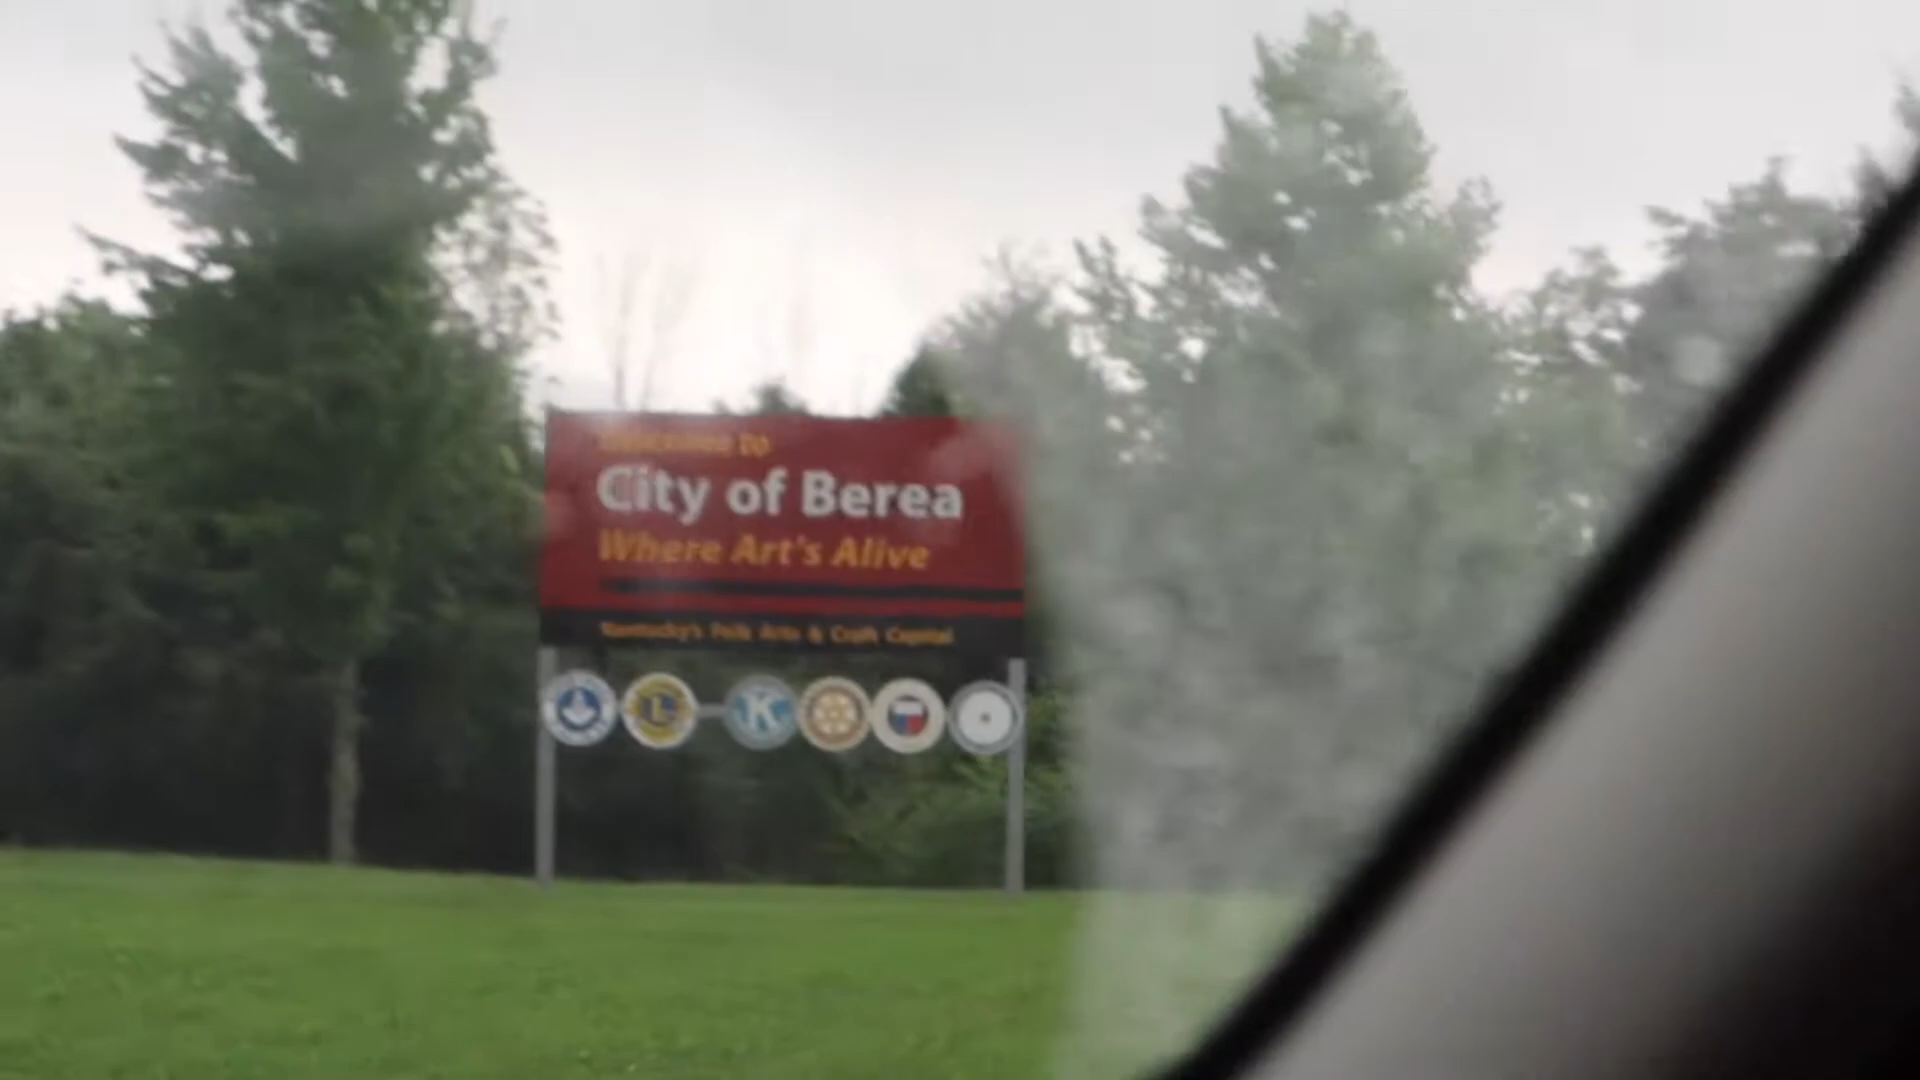 Welcome to
City of Berea
Where Art's Alive
Kentucky's Folk Arts & Craft Capital
L
K